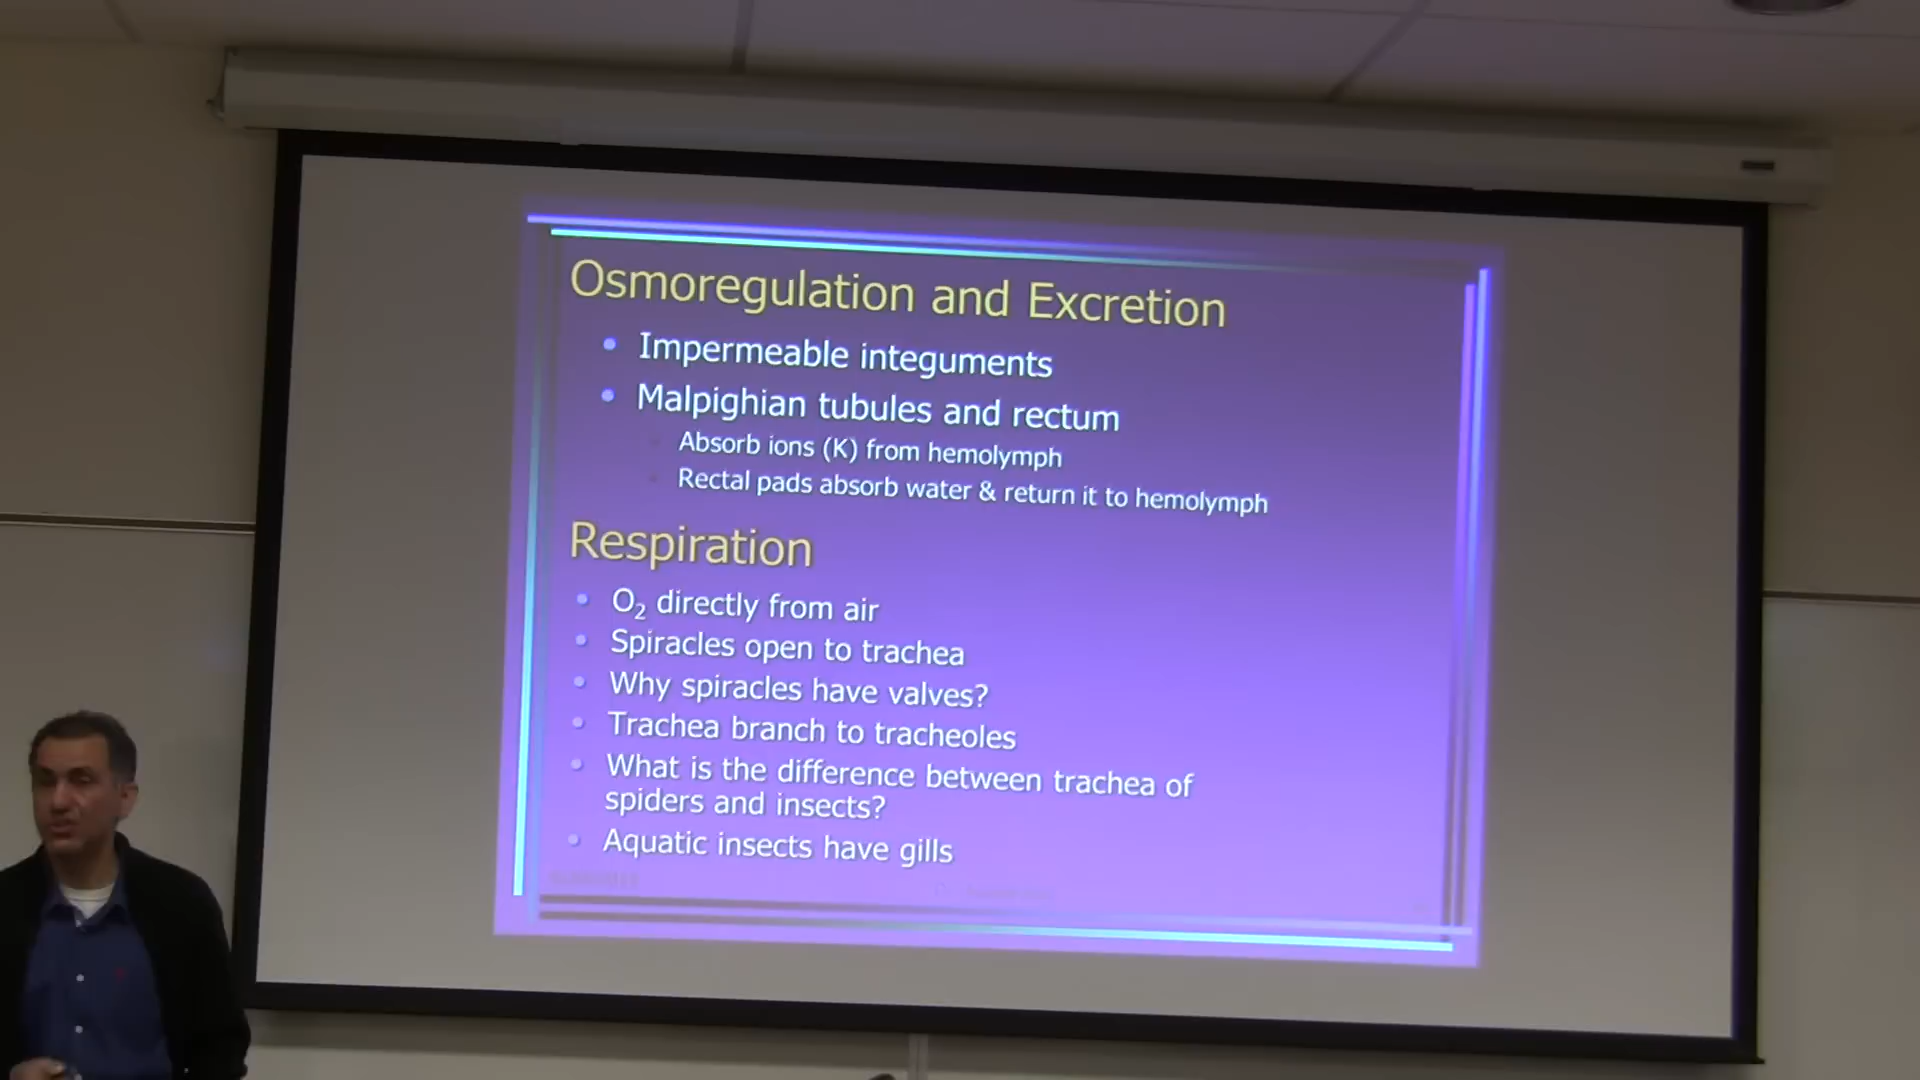 Osmoregulation and Excretion
Impermeable integuments
Malpighian tubules and rectum
Absorb ions (K) from hemolymph
Rectal pads absorb water & return it to hemolymph
Respiration
O₂ directly from air
Spiracles open to trachea
Why spiracles have valves?
Trachea branch to tracheoles
What is the difference between trachea of
spiders and insects?
Aquatic insects have gills